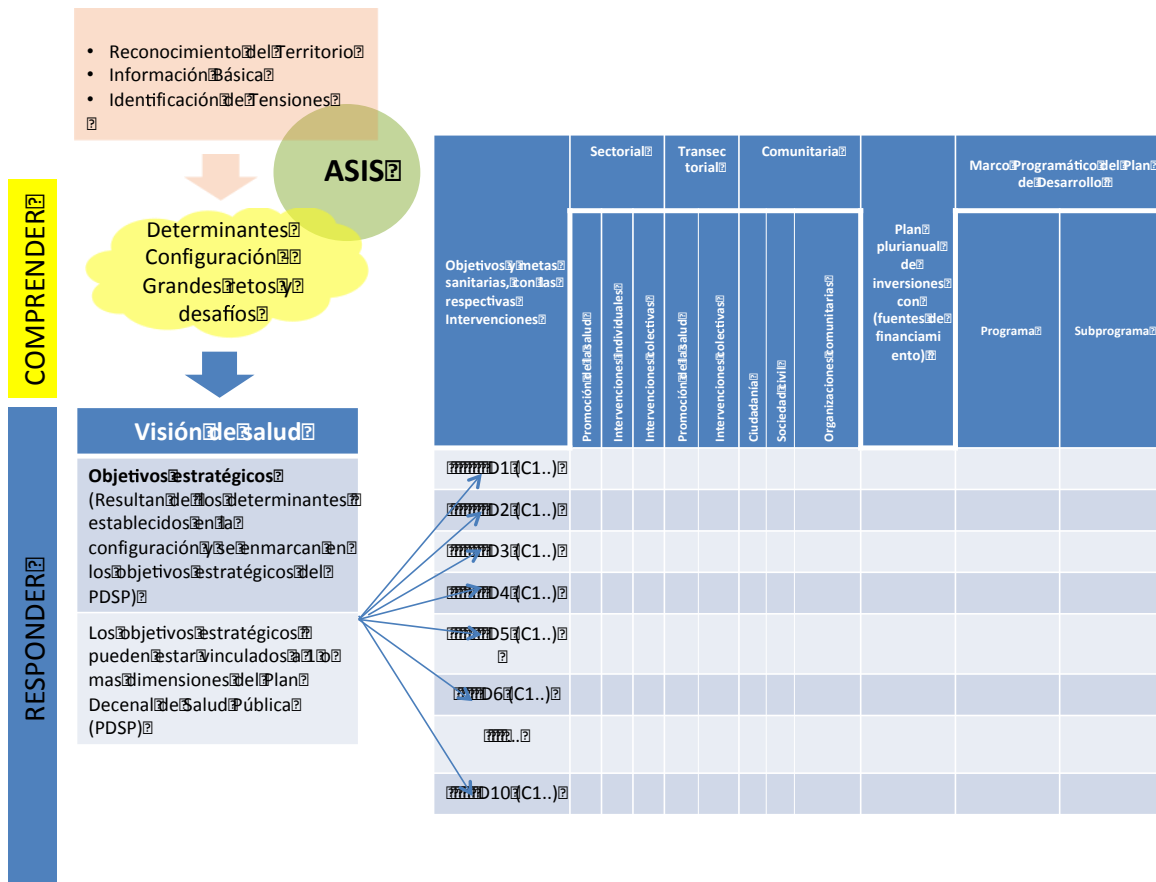 • Reconocimiento del Territorio
• Información Básica
• Identificación de Tensiones
ASIS
COMPRENDER
Determinantes
Configuración
Grandes retos y
desafíos
RESPONDER
Visión de salud
Objetivos estratégicos
(Resultan de los determinantes
establecidos en la
configuración y se enmarcan en
los objetivos estratégicos del
PDSP)
Los objetivos estratégicos
pueden estar vinculados a 1 o
mas dimensiones del Plan
Decenal de Salud Pública
(PDSP)
Objetivos y metas
sanitarias, con las
respectivas
Intervenciones
Sectorial
Transec
torial
Comunitaria
Plan
plurianual
de
inversiones
con
(fuentes de
financiami
ento)
Marco Programático del Plan
de Desarrollo
Promoción de la salud
Intervenciones individuales
Intervenciones colectivas
Promoción de la salud
Intervenciones colectivas
Ciudadanía
Sociedad civil
Organizaciones comunitarias
Programa
Subprograma
D1 (C1..)
D2 (C1..)
D3 (C1..)
D4 (C1..)
D5 (C1..)
D6 (C1..)
..
D10 (C1..)